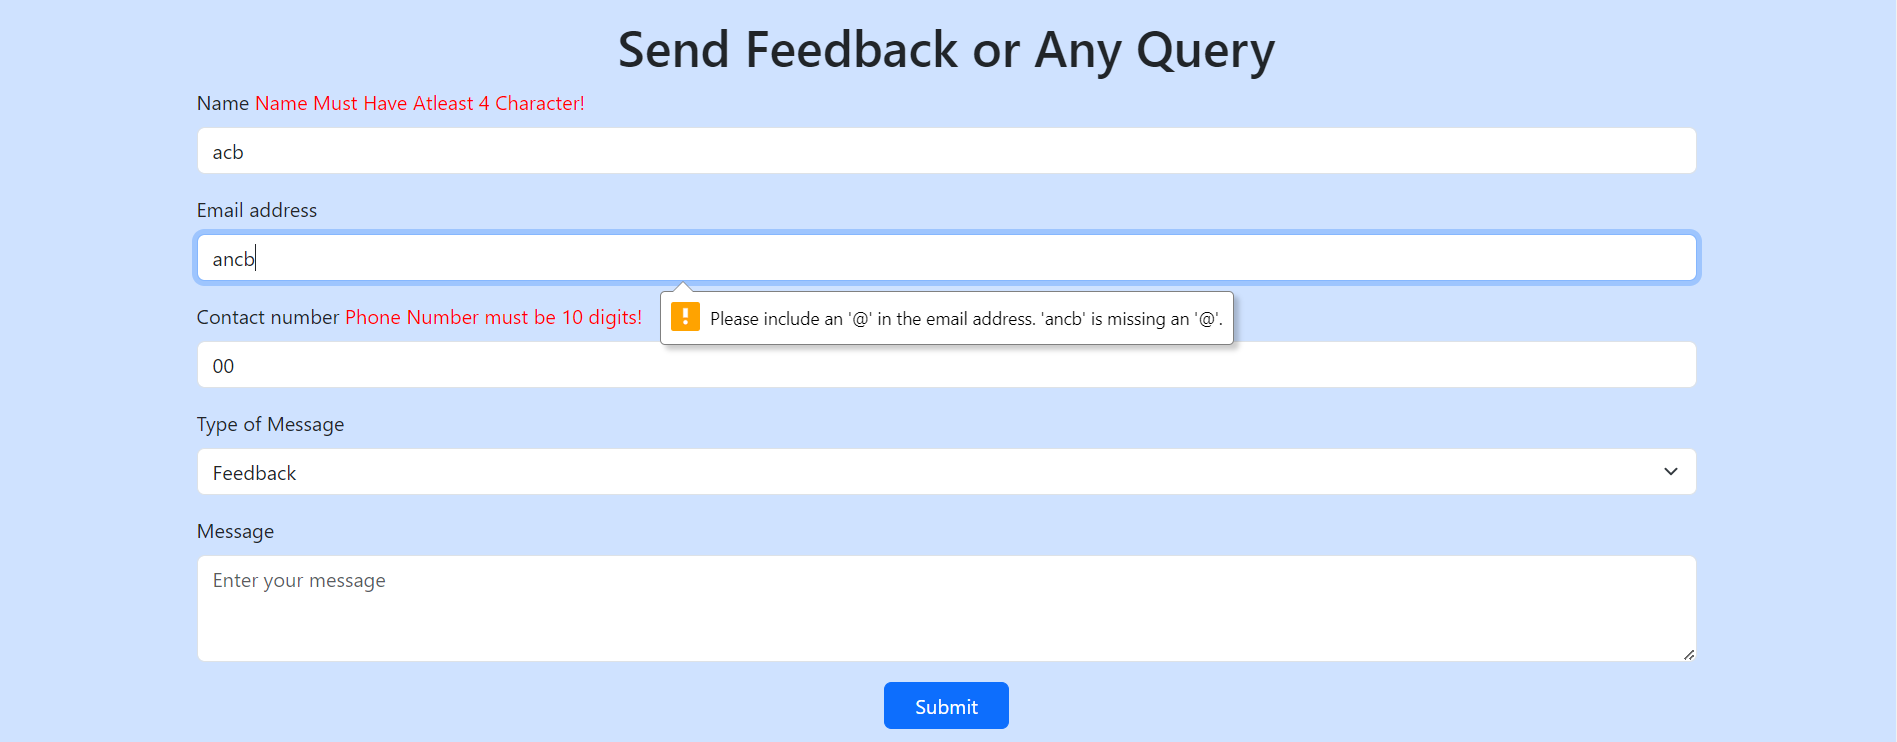 Send Feedback or Any Query
Name Name Must Have Atleast 4 Character!
acb
Email address
ancb
Please include an '@' in the email address. 'ancb' is missing an '@'.
Contact number Phone Number must be 10 digits!
00
Type of Message
Feedback
Message
Enter your message
Submit